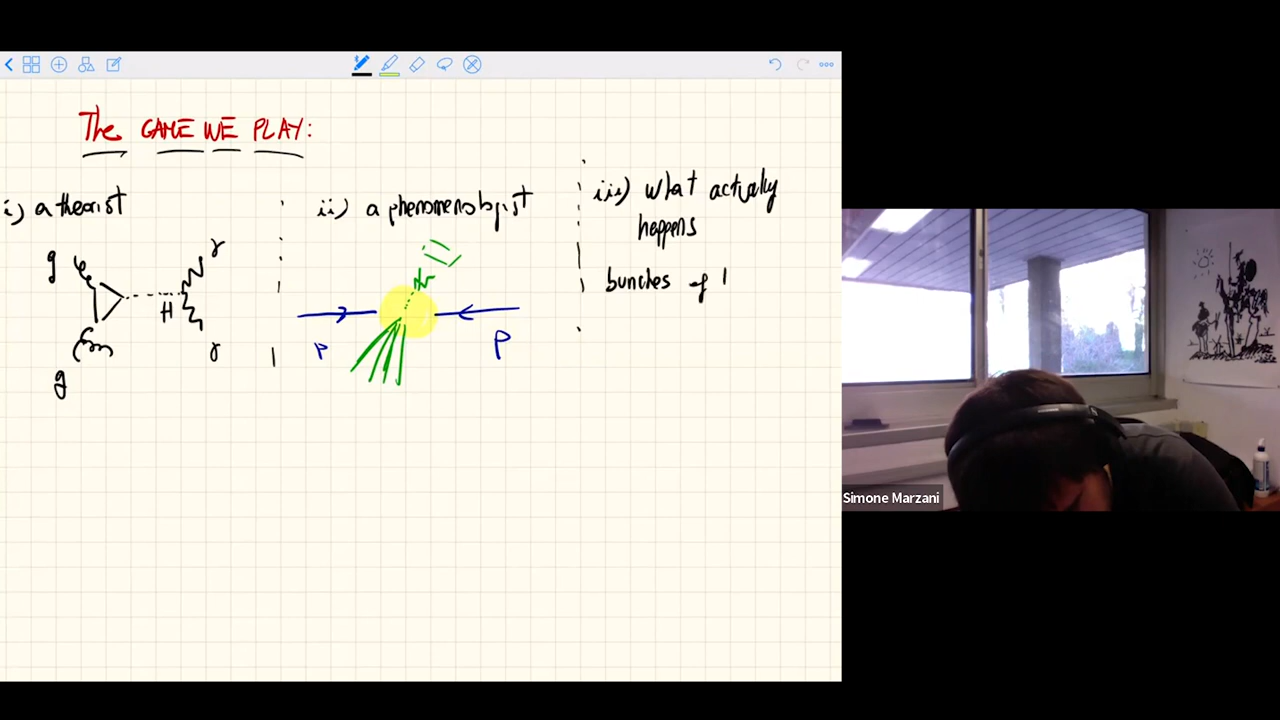 The GAME WE PLAY:
i) a theorist
ii) a phenomenologist
iii) what actually
happens
g
γ
H
γ
g
P
P
bunches of
Simone Marzani